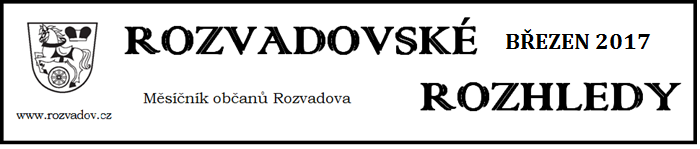 ROZVADOVSKÉ
BŘEZEN 2017
ROZHLEDY
Měsíčník občanů Rozvadova
www.rozvadov.cz